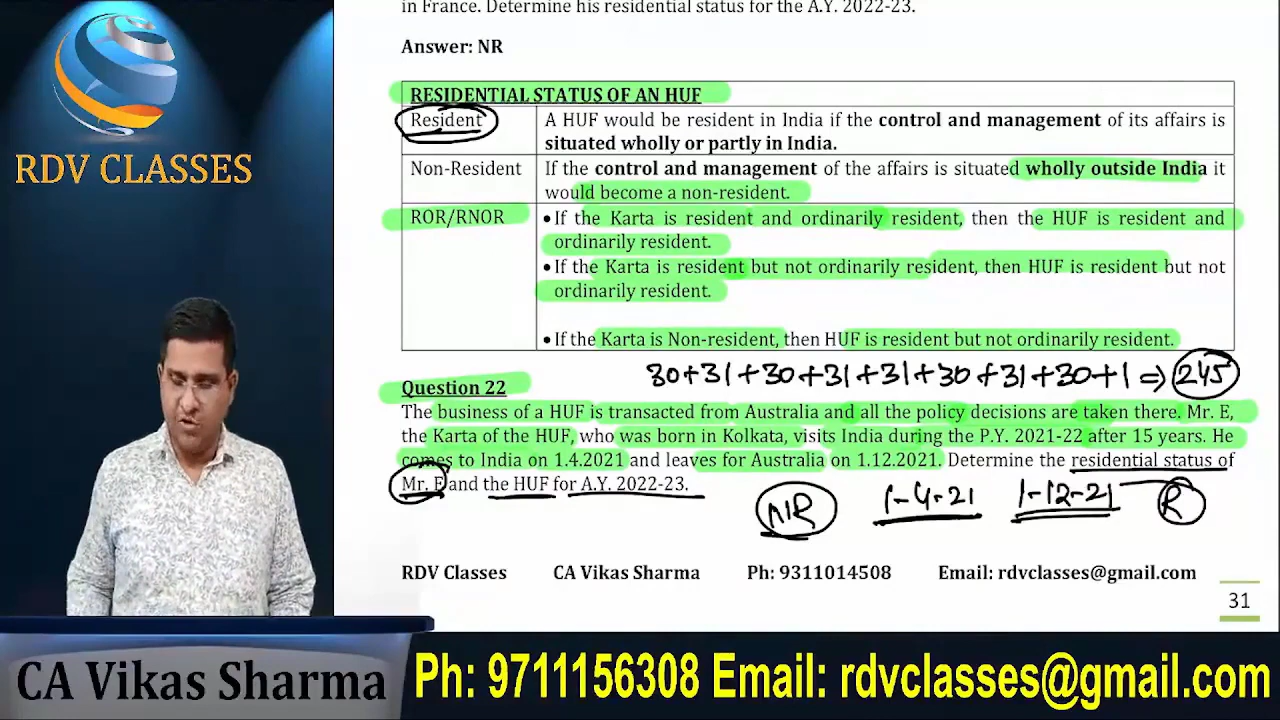 in France. Determine his residential status for the A.Y. 2022-23.
Answer: NR
RDV CLASSES
RESIDENTIAL STATUS OF AN HUF
Resident
A HUF would be resident in India if the control and management of its affairs is
situated wholly or partly in India.
Non-Resident
If the control and management of the affairs is situated wholly outside India it
would become a non-resident.
ROR/RNOR
• If the Karta is resident and ordinarily resident, then the HUF is resident and
ordinarily resident.
• If the Karta is resident but not ordinarily resident, then HUF is resident but not
ordinarily resident.
• If the Karta is Non-resident, then HUF is resident but not ordinarily resident.
30+31+30+31+31+30+31+30+1 ⇒ 245
Question 22
The business of a HUF is transacted from Australia and all the policy decisions are taken there. Mr. E,
the Karta of the HUF, who was born in Kolkata, visits India during the P.Y. 2021-22 after 15 years. He
comes to India on 1.4.2021 and leaves for Australia on 1.12.2021. Determine the residential status of
Mr. E and the HUF for A.Y. 2022-23.
NR 1-4-21 1-12-21 R
RDV Classes CA Vikas Sharma Ph: 9311014508 Email: rdvclasses@gmail.com
31
CA Vikas Sharma
Ph: 9711156308 Email: rdvclasses@gmail.com